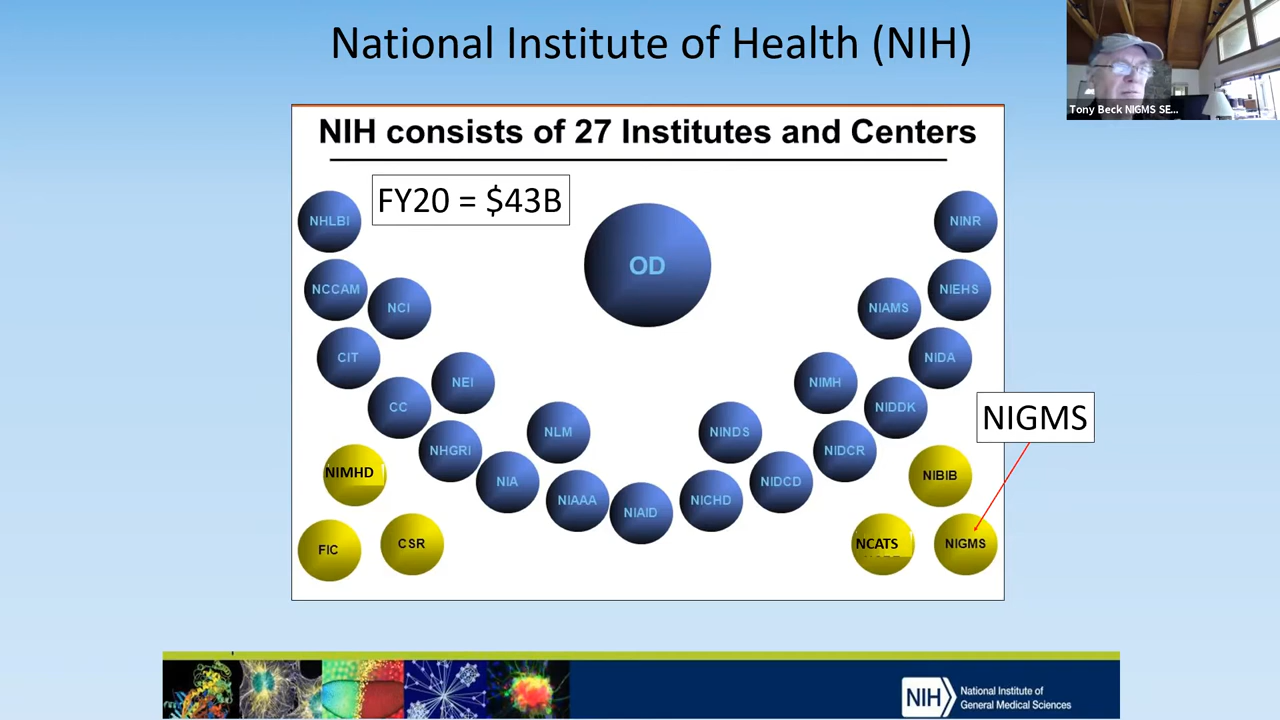 National Institute of Health (NIH)
Tony Beck NIGMS SE...
NIH consists of 27 Institutes and Centers
FY20 = $43B
NHLBI
OD
NINR
NCCAM
NCI
NIAMS
NIEHS
CIT
NEI
NIMH
NIDA
CC
NIDDK
NIGMS
NHGRI
NLM
NINDS
NIDCR
NIMHD
NIA
NIAAA
NIAID
NICHD
NIDCD
NIBIB
FIC
CSR
NCATS
NIGMS
NIH
National Institute of
General Medical Sciences